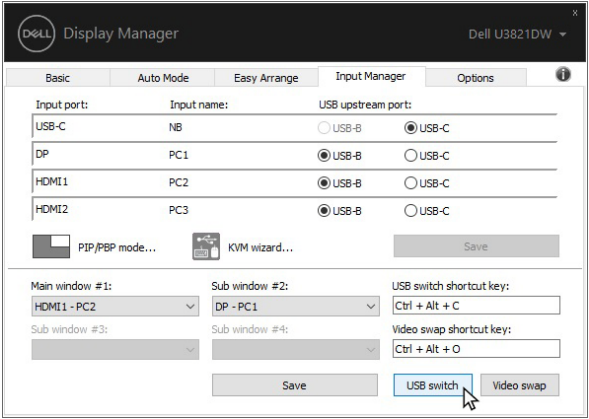 DELL Display Manager
x
Dell U3821DW
Basic Auto Mode Easy Arrange Input Manager Options i
Input port: Input name: USB upstream port:
USB-C NB USB-B USB-C
DP PC1 USB-B USB-C
HDMI1 PC2 USB-B USB-C
HDMI2 PC3 USB-B USB-C
PIP/PBP mode... KVM wizard... Save
Main window #1: Sub window #2: USB switch shortcut key:
HDMI1 - PC2 DP - PC1 Ctrl + Alt + C
Sub window #3: Sub window #4: Video swap shortcut key:
Ctrl + Alt + O
Save USB switch Video swap